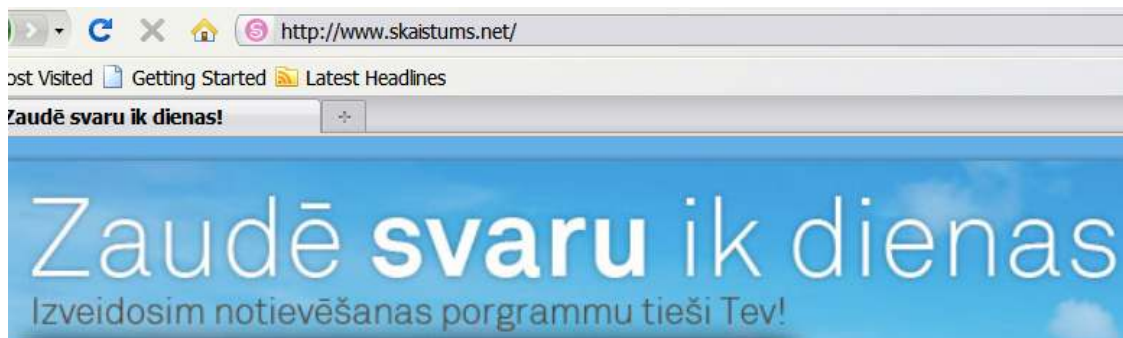 http://www.skaistums.net/
ost Visited Getting Started Latest Headlines
Zaudē svaru ik dienas!
Zaudē svaru ik dienas
Izveidosim notievēšanas porgrammu tieši Tev!